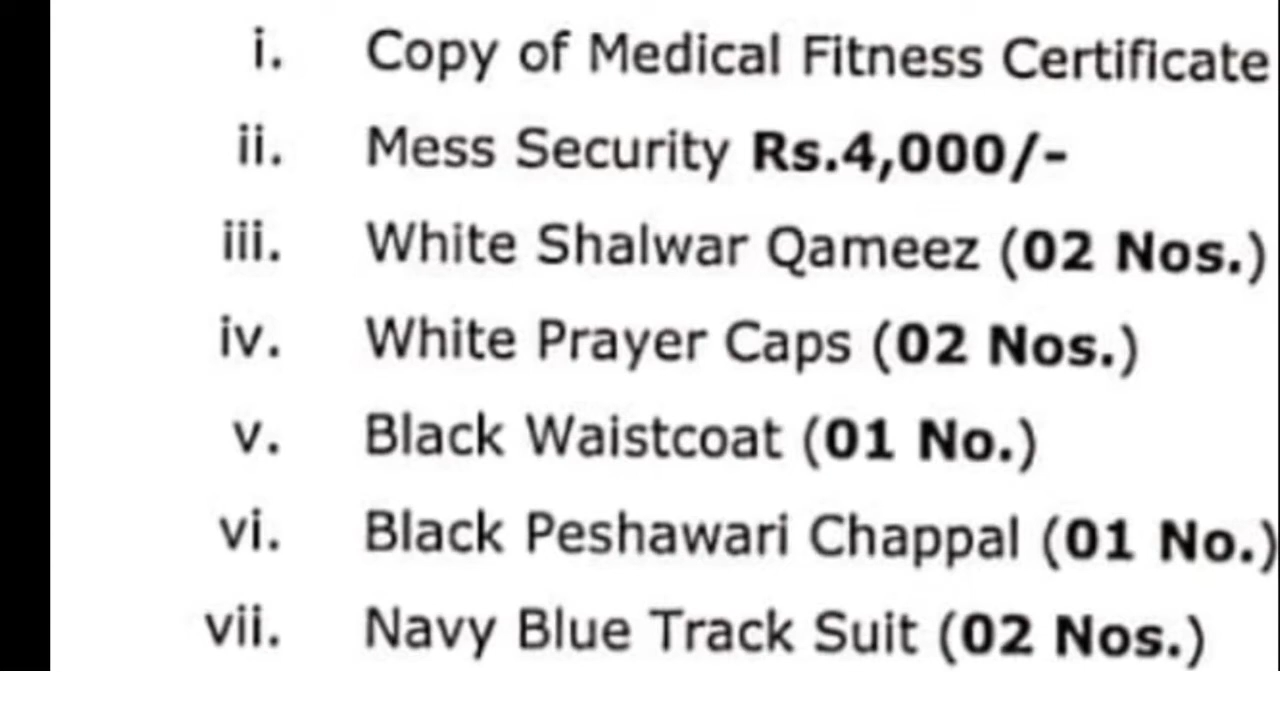 i. Copy of Medical Fitness Certificate
ii. Mess Security Rs.4,000/-
iii. White Shalwar Qameez (02 Nos.)
iv. White Prayer Caps (02 Nos.)
v. Black Waistcoat (01 No.)
vi. Black Peshawari Chappal (01 No.)
vii. Navy Blue Track Suit (02 Nos.)